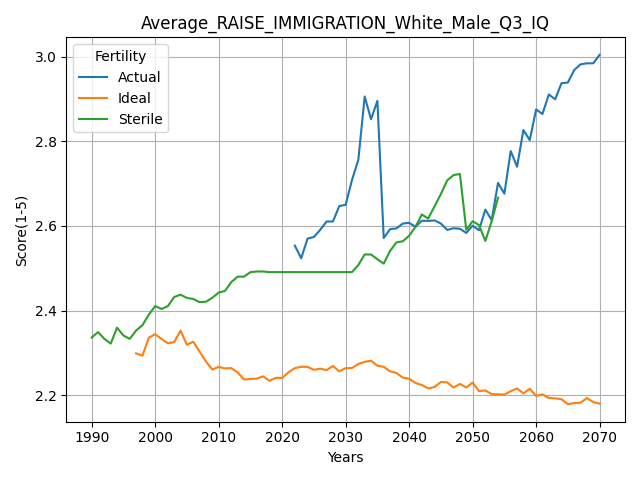 Average_RAISE_IMMIGRATION_White_Male_Q3_IQ
Fertility
Actual
Ideal
Sterile
Score(1-5)
3.0
2.8
2.6
2.4
2.2
1990 2000 2010 2020 2030 2040 2050 2060 2070
Years